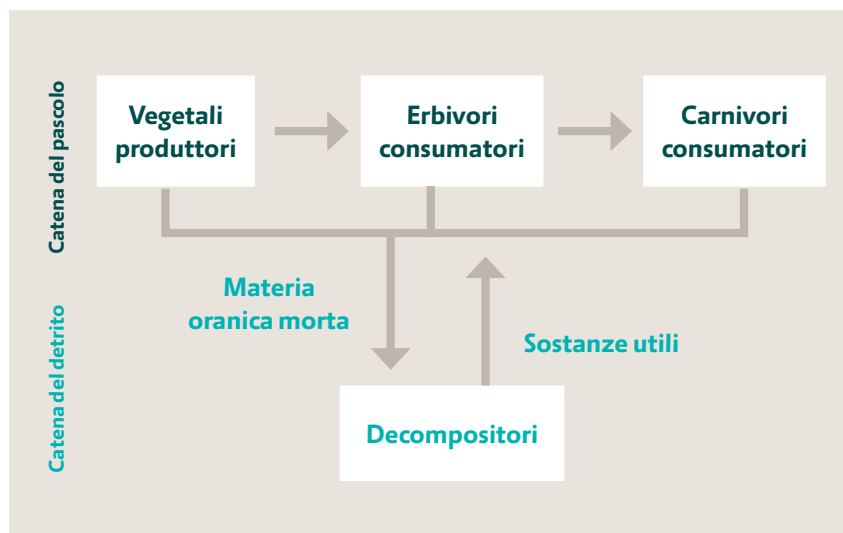 Catena del pascolo
Vegetali
produttori
Erbivori
consumatori
Carnivori
consumatori
Catena del detrito
Materia
oranica morta
Sostanze utili
Decompositori